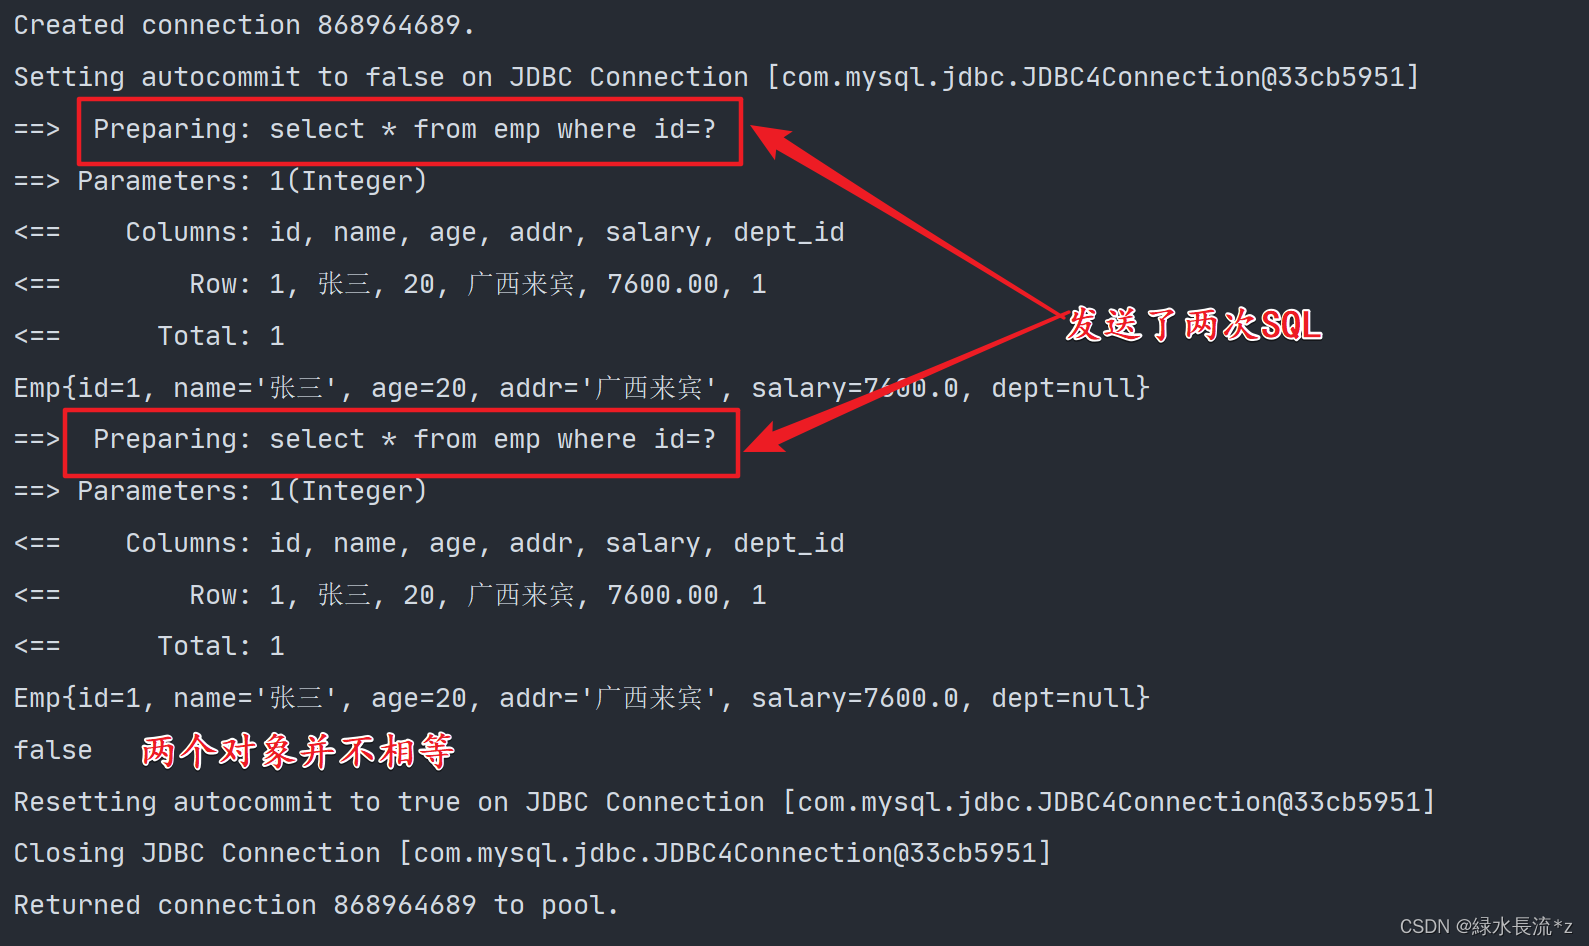 Created connection 868964689.
Setting autocommit to false on JDBC Connection [com.mysql.jdbc.JDBC4Connection@33cb5951]
==>  Preparing: select * from emp where id=?
==> Parameters: 1(Integer)
<==    Columns: id, name, age, addr, salary, dept_id
<==        Row: 1, 张三, 20, 广西来宾, 7600.00, 1
发送了两次SQL
<==      Total: 1
Emp{id=1, name='张三', age=20, addr='广西来宾', salary=7600.0, dept=null}
==>  Preparing: select * from emp where id=?
==> Parameters: 1(Integer)
<==    Columns: id, name, age, addr, salary, dept_id
<==        Row: 1, 张三, 20, 广西来宾, 7600.00, 1
<==      Total: 1
Emp{id=1, name='张三', age=20, addr='广西来宾', salary=7600.0, dept=null}
false 两个对象并不相等
Resetting autocommit to true on JDBC Connection [com.mysql.jdbc.JDBC4Connection@33cb5951]
Closing JDBC Connection [com.mysql.jdbc.JDBC4Connection@33cb5951]
Returned connection 868964689 to pool.
CSDN @緑水長流*z